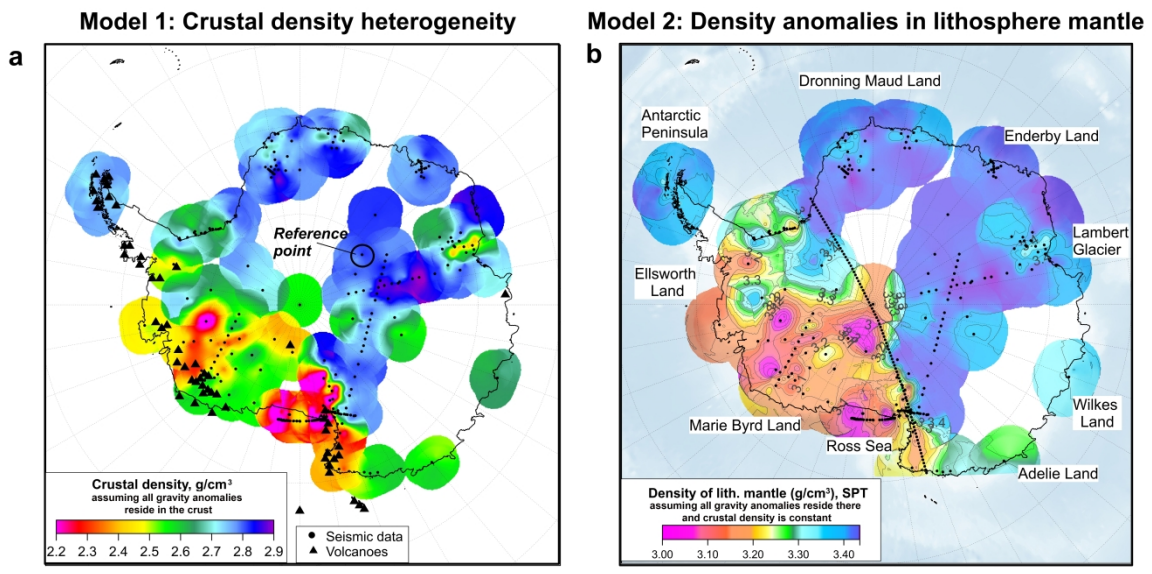 Model 1: Crustal density heterogeneity
Model 2: Density anomalies in lithosphere mantle
a
Reference
point
Crustal density, g/cm³
assuming all gravity anomalies
reside in the crust
2.2 2.3 2.4 2.5 2.6 2.7 2.8 2.9
Seismic data
Volcanoes
b
Dronning Maud Land
Antarctic
Peninsula
Enderby Land
Lambert
Glacier
Ellsworth
Land
3.3
3.4
Marie Byrd Land
Ross Sea
Wilkes
Land
Adelie Land
Density of lith. mantle (g/cm³), SPT
assuming all gravity anomalies reside there
and crustal density is constant
3.00 3.10 3.20 3.30 3.40